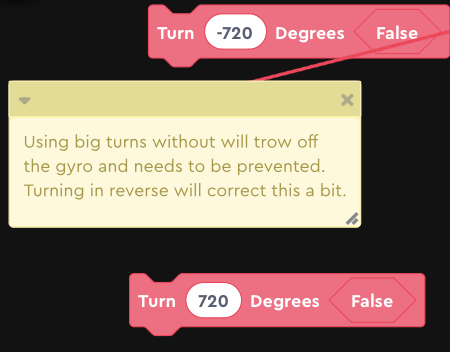 Turn -720 Degrees False
Using big turns without will trow off
the gyro and needs to be prevented.
Turning in reverse will correct this a bit.
Turn 720 Degrees False